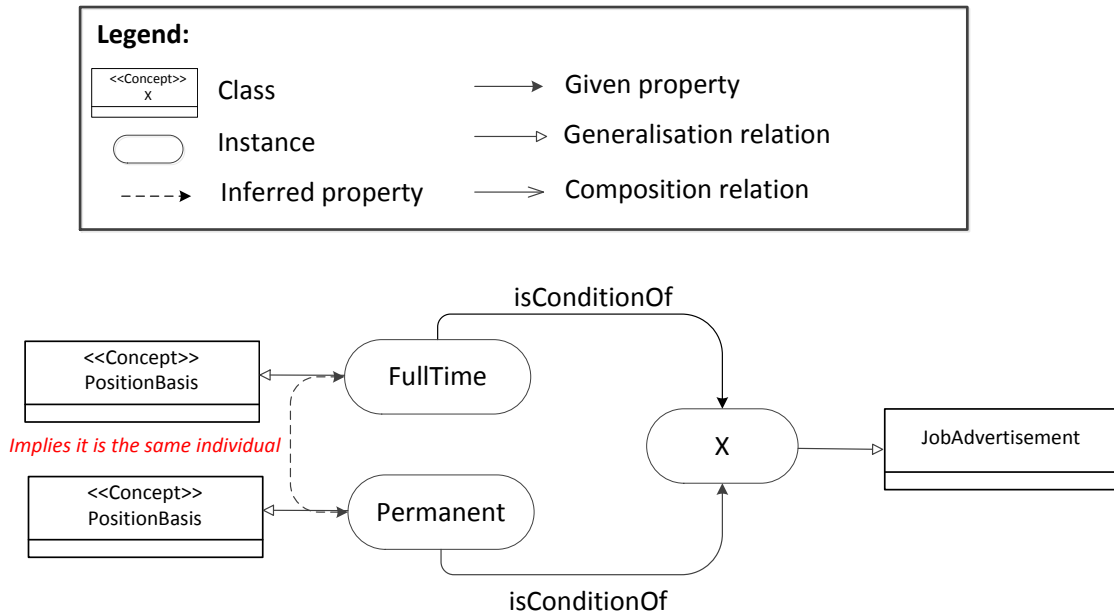 Legend:
<<Concept>>
X
Class
Given property
Instance
Generalisation relation
Inferred property
Composition relation
isConditionOf
<<Concept>>
PositionBasis
FullTime
Implies it is the same individual
X
JobAdvertisement
<<Concept>>
PositionBasis
Permanent
isConditionOf